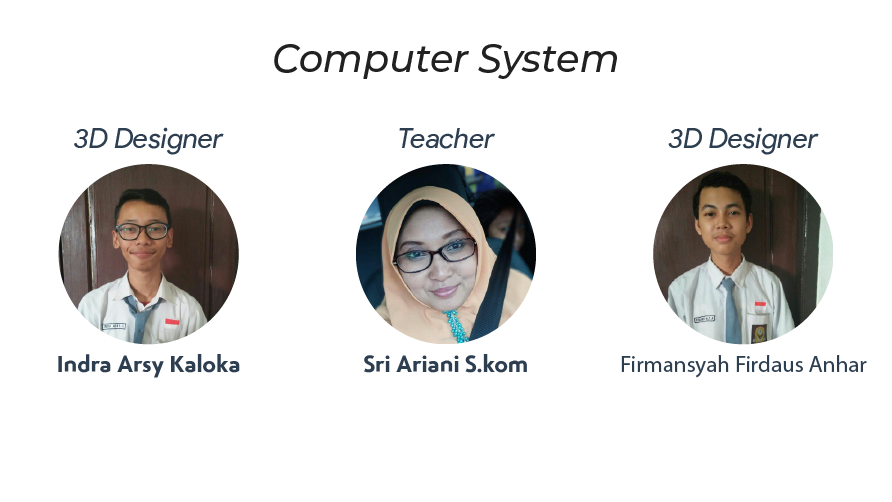 Computer System
3D Designer
Teacher
3D Designer
Indra Arsy Kaloka
Sri Ariani S.kom
Firmansyah Firdaus Anhar